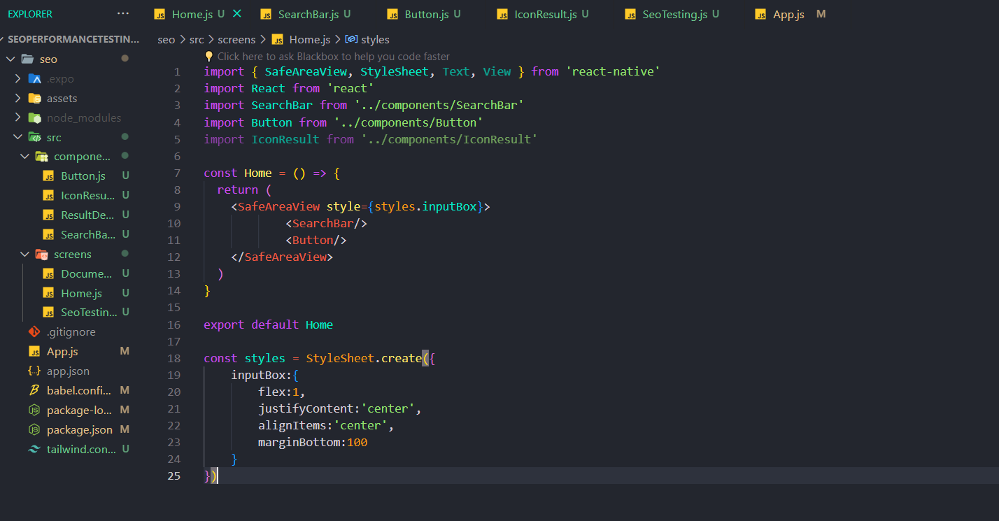 EXPLORER ...
SEOPERFORMANCETESTIN...
seo
.expo
assets
node_modules
src
compone...
Button.js U
IconResu... U
ResultDe... U
SearchBa... U
screens
Docume... U
Home.js U
SeoTestin... U
.gitignore
App.js M
app.json
babel.confi... M
package-lo... M
package.json M
tailwind.con... U
Home.js U SearchBar.js U Button.js U IconResult.js U SeoTesting.js U App.js M
seo > src > screens > Home.js > styles
Click here to ask Blackbox to help you code faster
1 import { SafeAreaView, StyleSheet, Text, View } from 'react-native'
2 import React from 'react'
3 import SearchBar from '../components/SearchBar'
4 import Button from '../components/Button'
5 import IconResult from '../components/IconResult'
6
7 const Home = () => {
8 return (
9 <SafeAreaView style={styles.inputBox}>
10 <SearchBar/>
11 <Button/>
12 </SafeAreaView>
13 )
14 }
15
16 export default Home
17
18 const styles = StyleSheet.create({
19 inputBox:{
20 flex:1,
21 justifyContent:'center',
22 alignItems:'center',
23 marginBottom:100
24 }
25 })